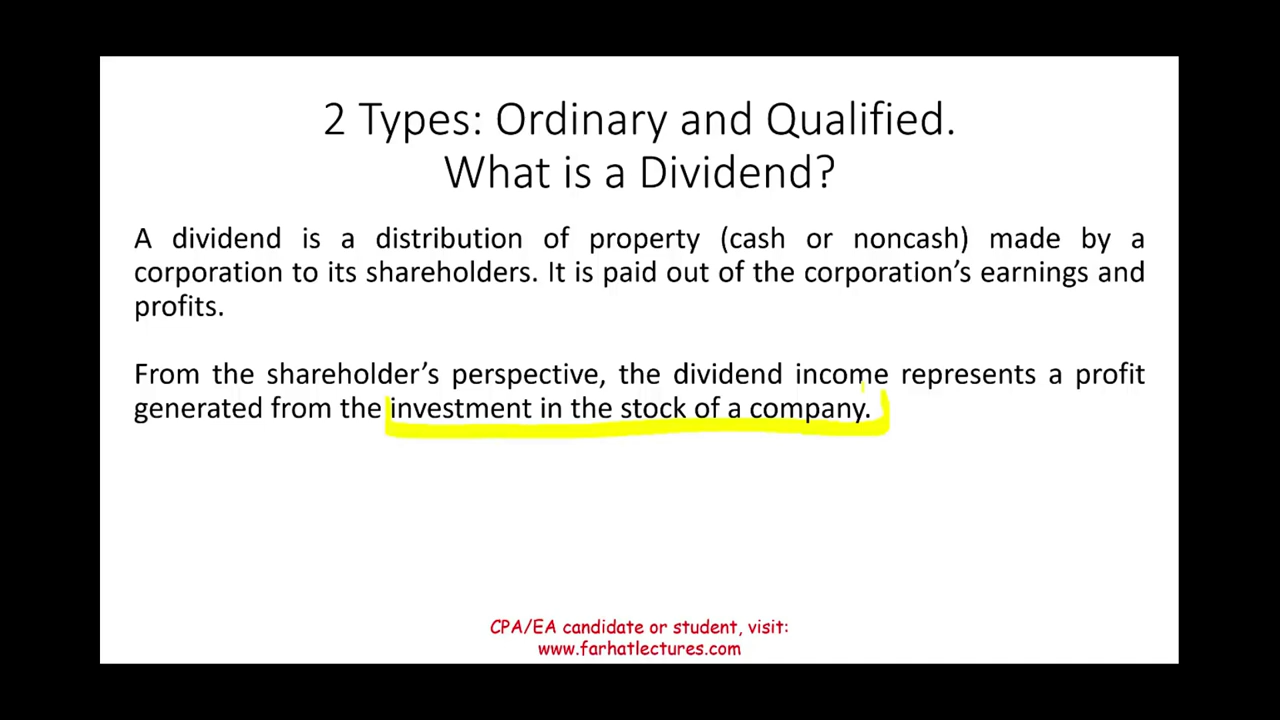 2 Types: Ordinary and Qualified.
What is a Dividend?
A dividend is a distribution of property (cash or noncash) made by a
corporation to its shareholders. It is paid out of the corporation’s earnings and
profits.
From the shareholder’s perspective, the dividend income represents a profit
generated from the investment in the stock of a company.
CPA/EA candidate or student, visit:
www.farhatlectures.com